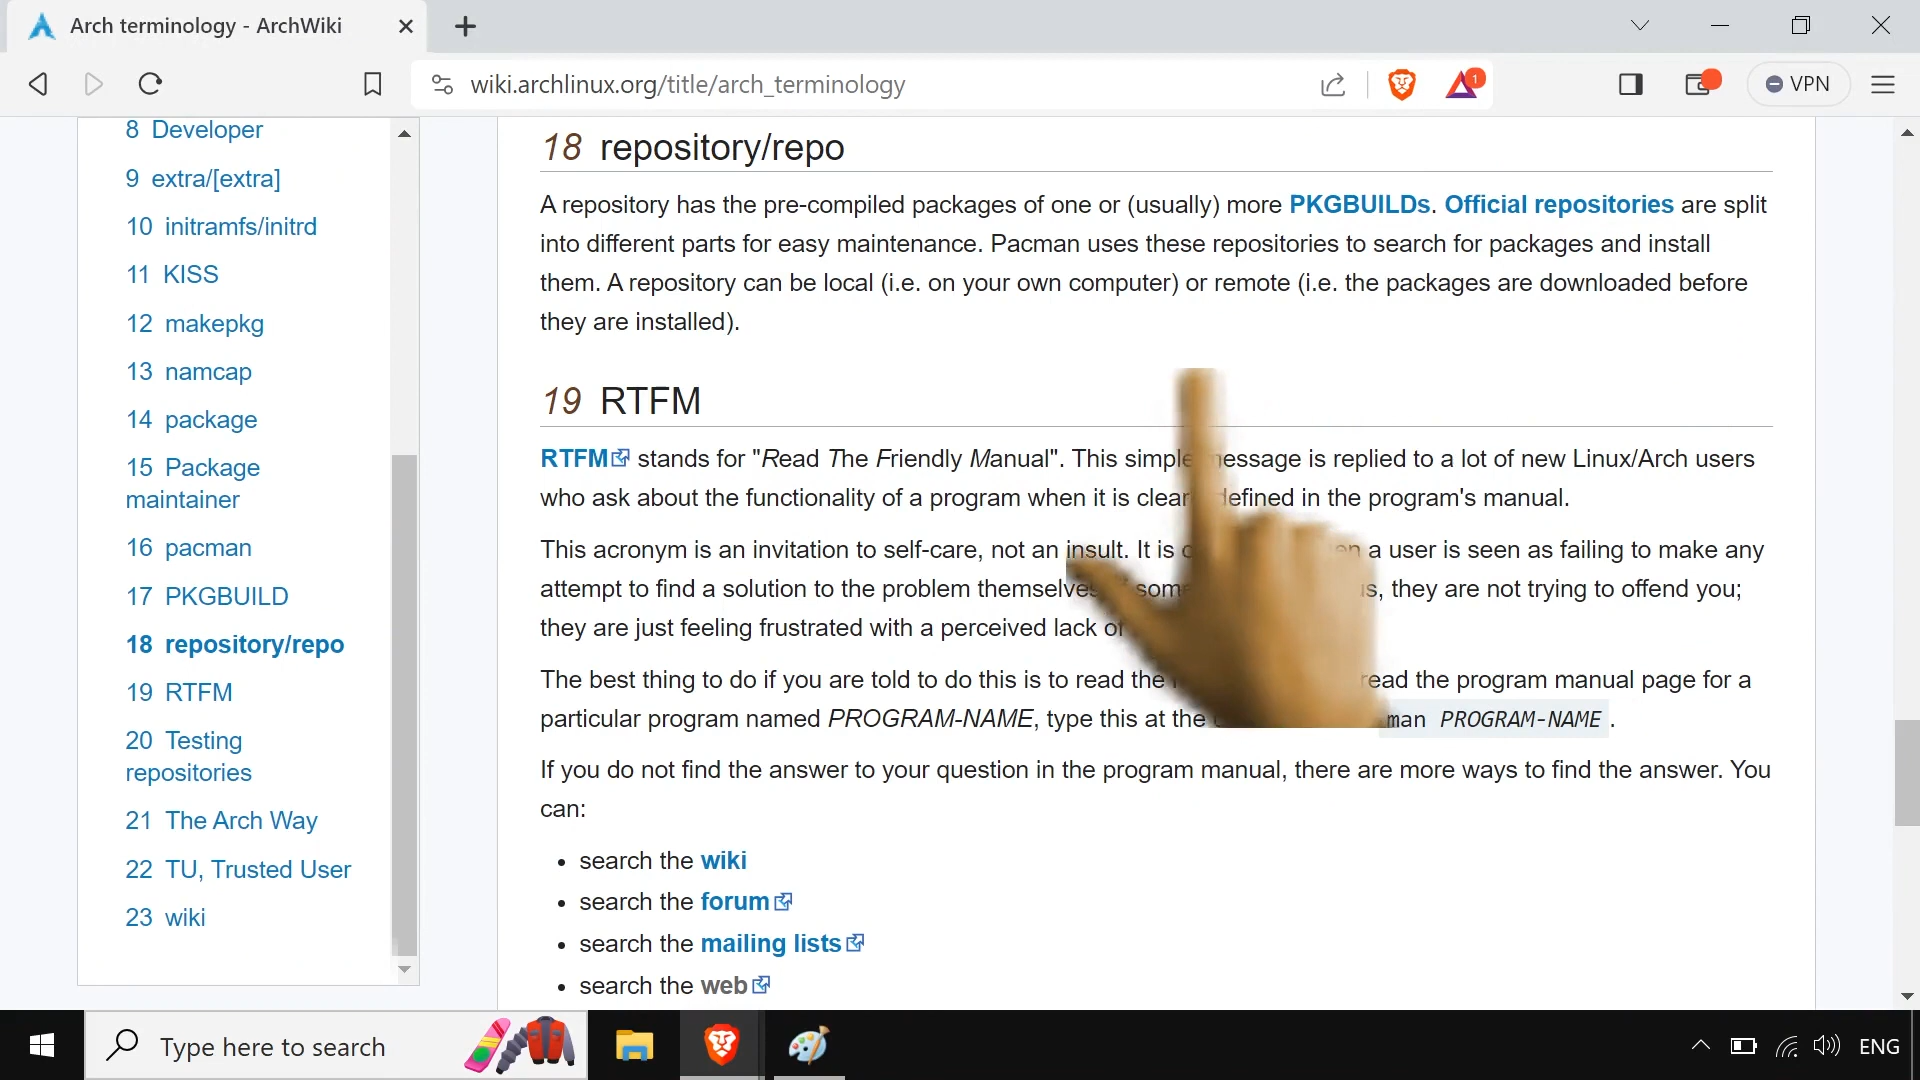 Arch terminology - ArchWiki
wiki.archlinux.org/title/arch_terminology
1
VPN
8 Developer
9 extra/[extra]
10 initramfs/initrd
11 KISS
12 makepkg
13 namcap
14 package
15 Package
maintainer
16 pacman
17 PKGBUILD
18 repository/repo
19 RTFM
20 Testing
repositories
21 The Arch Way
22 TU, Trusted User
23 wiki
18 repository/repo
A repository has the pre-compiled packages of one or (usually) more PKGBUILDs. Official repositories are split
into different parts for easy maintenance. Pacman uses these repositories to search for packages and install
them. A repository can be local (i.e. on your own computer) or remote (i.e. the packages are downloaded before
they are installed).
19 RTFM
RTFM stands for "Read The Friendly Manual". This simple message is replied to a lot of new Linux/Arch users
who ask about the functionality of a program when it is clearly defined in the program's manual.
This acronym is an invitation to self-care, not an insult. It is a user is seen as failing to make any
attempt to find a solution to the problem themselves. they are not trying to offend you;
they are just feeling frustrated with a perceived lack of
The best thing to do if you are told to do this is to read the read the program manual page for a
particular program named PROGRAM-NAME, type this at the man PROGRAM-NAME .
If you do not find the answer to your question in the program manual, there are more ways to find the answer. You
can:
• search the wiki
• search the forum
• search the mailing lists
• search the web
Type here to search
ENG